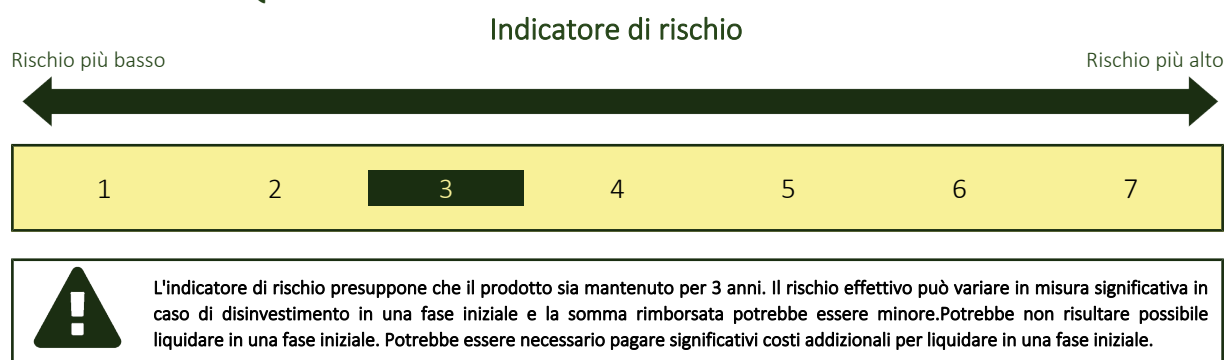 Indicatore di rischio
Rischio più basso
Rischio più alto
1 2 3 4 5 6 7
L'indicatore di rischio presuppone che il prodotto sia mantenuto per 3 anni. Il rischio effettivo può variare in misura significativa in
caso di disinvestimento in una fase iniziale e la somma rimborsata potrebbe essere minore.Potrebbe non risultare possibile
liquidare in una fase iniziale. Potrebbe essere necessario pagare significativi costi addizionali per liquidare in una fase iniziale.